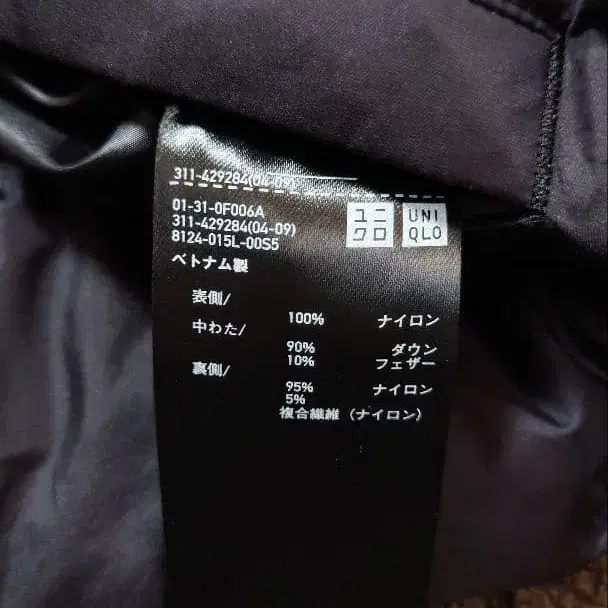 311-429284(04-09)
01-31-0F006A
311-429284(04-09)
8124-015L-00S5
ユニ
クロ
UNI
QLO
ベトナム製
表側/
100% ナイロン
中わた/
90% ダウン
10% フェザー
裏側/
95% ナイロン
5%
複合繊維 (ナイロン)